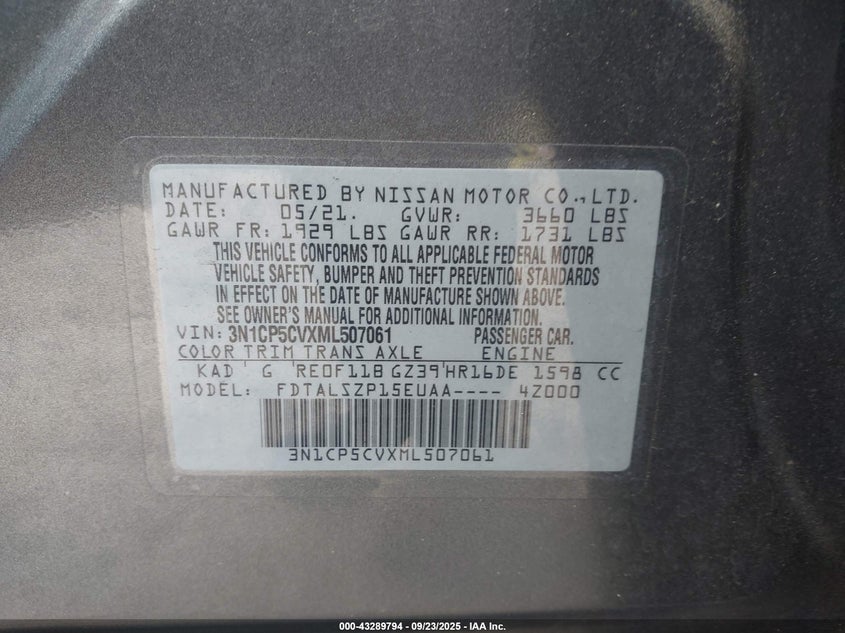 MANUFACTURED BY NISSAN MOTOR CO., LTD.
DATE: 05/21. GVWR: 3660 LBS
GAWR FR: 1929 LBS GAWR RR: 1731 LBS
THIS VEHICLE CONFORMS TO ALL APPLICABLE FEDERAL MOTOR
VEHICLE SAFETY, BUMPER AND THEFT PREVENTION STANDARDS
IN EFFECT ON THE DATE OF MANUFACTURE SHOWN ABOVE.
SEE OWNER'S MANUAL FOR ADDITIONAL INFORMATION.
VIN: 3N1CP5CVXML507061 PASSENGER CAR.
COLOR TRIM TRANS AXLE ENGINE
KAD G RE0F11B GZ39 HR16DE 1598 CC
MODEL: FDTALSZP15EUAA---- 4Z000
3N1CP5CVXML507061
000-43289794 - 09/23/2025 - IAA Inc.